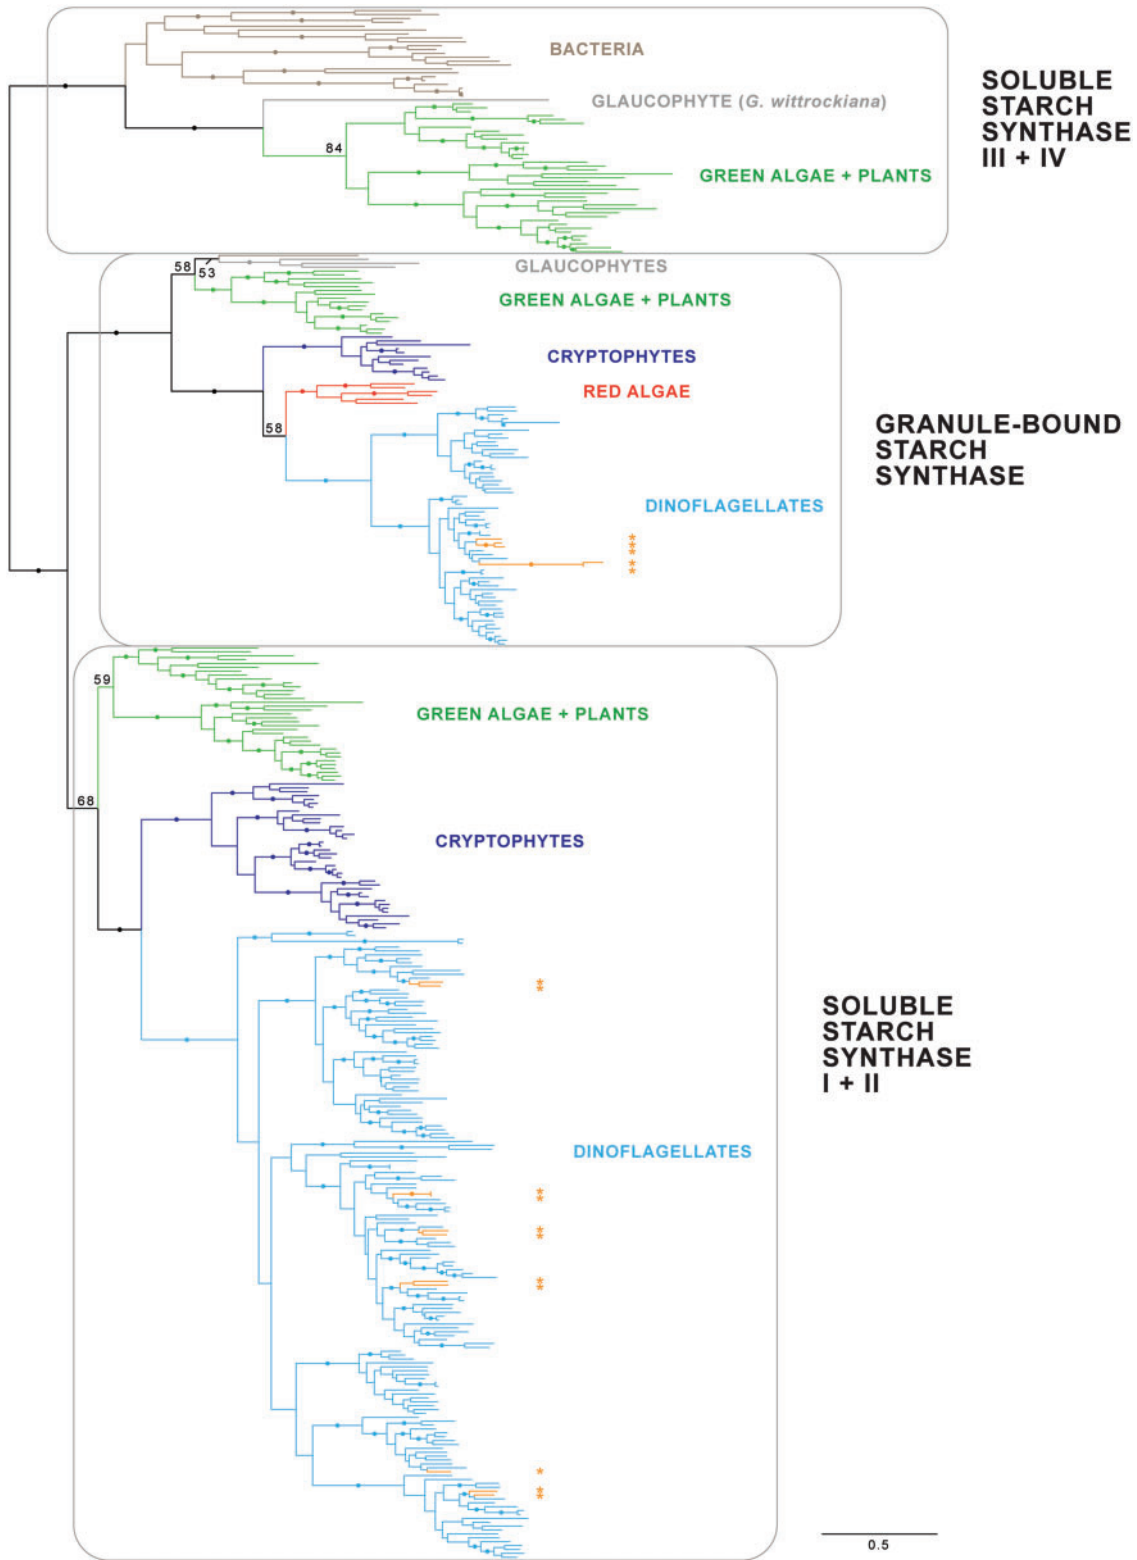 BACTERIA
SOLUBLE
STARCH
SYNTHASE
III + IV
GLAUCOPHYTE (G. wittrockiana)
84
GREEN ALGAE + PLANTS
58
53
GLAUCOPHYTES
GREEN ALGAE + PLANTS
CRYPTOPHYTES
RED ALGAE
58
GRANULE-BOUND
STARCH
SYNTHASE
DINOFLAGELLATES
*
*
*
*
*
59
GREEN ALGAE + PLANTS
68
CRYPTOPHYTES
*
*
SOLUBLE
STARCH
SYNTHASE
I + II
DINOFLAGELLATES
*
*
*
*
*
*
*
*
*
0.5